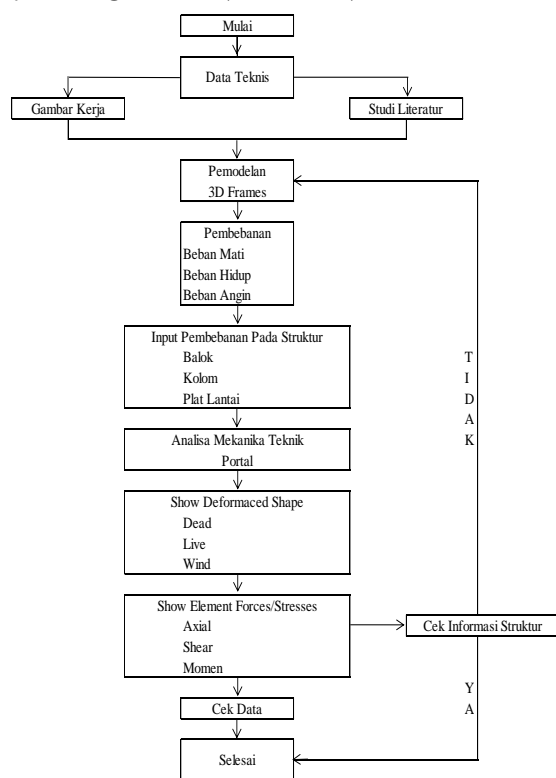 Mulai
Data Teknis
Gambar Kerja
Studi Literatur
Pemodelan
3D Frames
Pembebanan
Beban Mati
Beban Hidup
Beban Angin
Input Pembebanan Pada Struktur
Balok
Kolom
Plat Lantai
T
I
D
A
K
Analisa Mekanika Teknik
Portal
Show Deformaced Shape
Dead
Live
Wind
Show Element Forces/Stresses
Axial
Shear
Momen
Cek Informasi Struktur
Y
A
Cek Data
Selesai